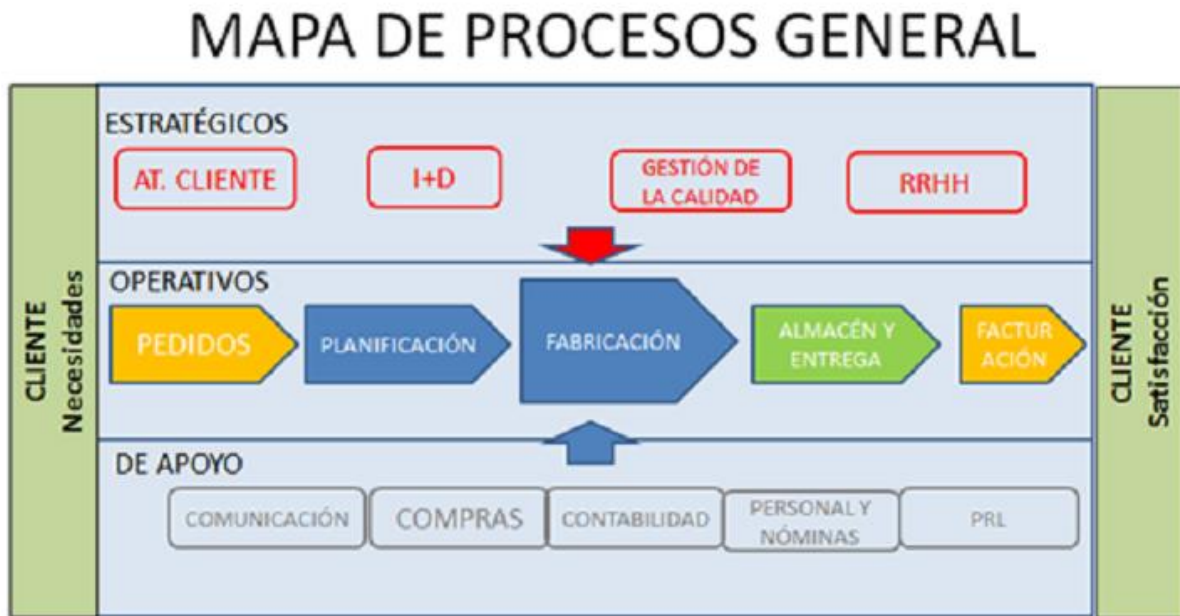 MAPA DE PROCESOS GENERAL
CLIENTE
Necesidades
ESTRATÉGICOS
AT. CLIENTE
I+D
GESTIÓN DE
LA CALIDAD
RRHH
OPERATIVOS
PEDIDOS
PLANIFICACIÓN
FABRICACIÓN
ALMACÉN Y
ENTREGA
FACTUR
ACIÓN
DE APOYO
COMUNICACIÓN
COMPRAS
CONTABILIDAD
PERSONAL Y
NÓMINAS
PRL
CLIENTE
Satisfacción